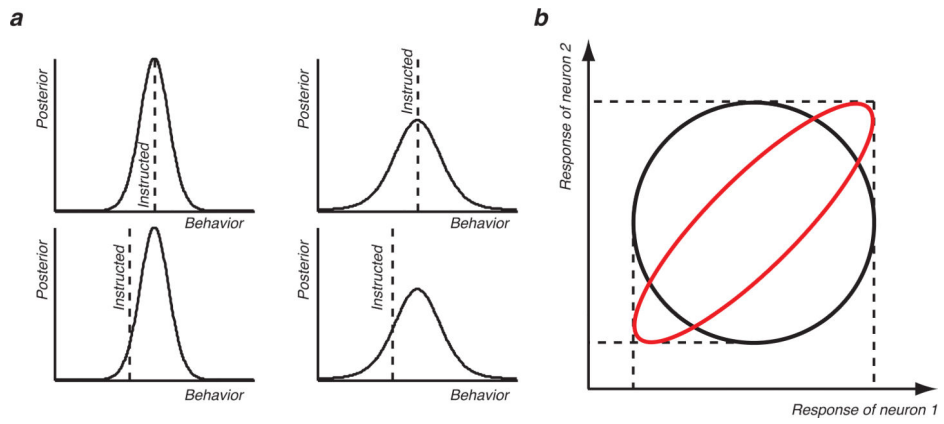 a
Posterior
Instructed
Behavior
Posterior
Instructed
Behavior
Posterior
Instructed
Behavior
Posterior
Instructed
Behavior
b
Response of neuron 2
Response of neuron 1